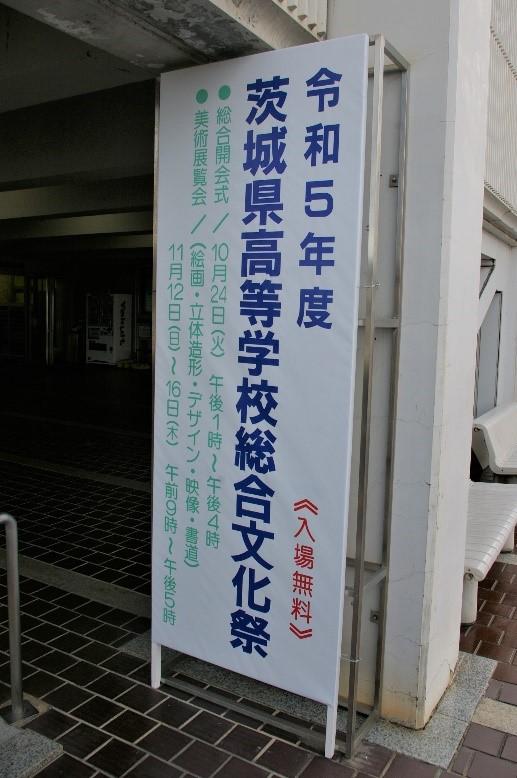 令和5年度
《入場無料》
茨城県高等学校総合文化祭
●総合開会式/10月24日(火) 午後1時〜午後4時
●美術展覧会/(絵画・立体造形・デザイン・映像・書道)
11月12日(日)〜16日(木) 午前9時〜午後5時
Yakult